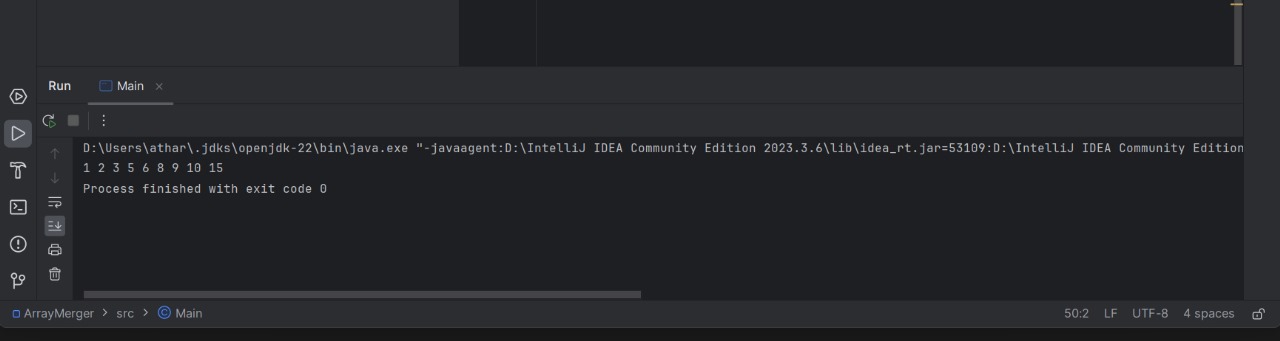 Run Main
D:\Users\athar\.jdks\openjdk-22\bin\java.exe "-javaagent:D:\IntelliJ IDEA Community Edition 2023.3.6\lib\idea_rt.jar=53109:D:\IntelliJ IDEA Community Edition
1 2 3 5 6 8 9 10 15
Process finished with exit code 0
ArrayMerger > src > Main 50:2 LF UTF-8 4 spaces